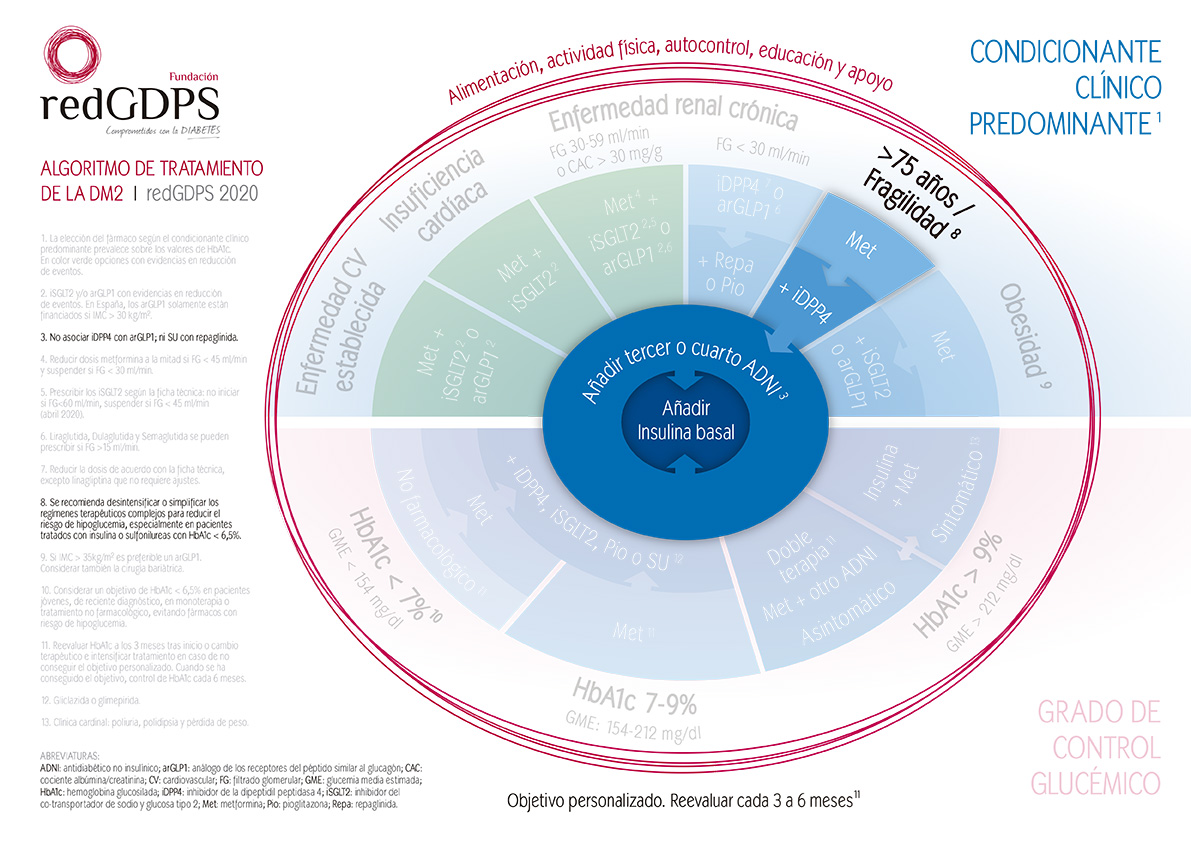 Fundación
redGDPS
Comprometidos con la DIABETES
ALGORITMO DE TRATAMIENTO
DE LA DM2 | redGDPS 2020
1. La elección del fármaco según el condicionante clínico
predominante prevalece sobre los valores de HbA1c.
En color verde opciones con evidencias en reducción
de eventos.
2. iSGLT2 y/o arGLP1 con evidencias en reducción
de eventos. En España, los arGLP1 solamente están
financiados si IMC > 30 kg/m².
3. No asociar iDPP4 con arGLP1; ni SU con repaglinida.
4. Reducir dosis metformina a la mitad si FG < 45 ml/min
y suspender si FG < 30 ml/min.
5. Prescribir los iSGLT2 según la ficha técnica: no iniciar
si FG<60 ml/min, suspender si FG < 45 ml/min
(abril 2020).
6. Liraglutida, Dulaglutida y Semaglutida se pueden
prescribir si FG >15 ml/min.
7. Reducir la dosis de acuerdo con la ficha técnica,
excepto linagliptina que no requiere ajustes.
8. Se recomienda desintensificar o simplificar los
regímenes terapéuticos complejos para reducir el
riesgo de hipoglucemia, especialmente en pacientes
tratados con insulina o sulfonilureas con HbA1c < 6,5%.
9. Si IMC > 35kg/m² es preferible un arGLP1.
Considerar también la cirugía bariátrica.
10. Considerar un objetivo de HbA1c < 6,5% en pacientes
jóvenes, de reciente diagnóstico, en monoterapia o
tratamiento no farmacológico, evitando fármacos con
riesgo de hipoglucemia.
11. Reevaluar HbA1c a los 3 meses tras inicio o cambio
terapéutico e intensificar tratamiento en caso de no
conseguir el objetivo personalizado. Cuando se ha
conseguido el objetivo, control de HbA1c cada 6 meses.
12. Gliclazida o glimepirida.
13. Clínica cardinal: poliuria, polidipsia y pérdida de peso.
ABREVIATURAS:
ADNI: antidiabético no insulínico; arGLP1: análogo de los receptores del péptido similar al glucagón; CAC:
cociente albúmina/creatinina; CV: cardiovascular; FG: filtrado glomerular; GME: glucemia media estimada;
HbA1c: hemoglobina glucosilada; iDPP4: inhibidor de la dipeptidil peptidasa 4; iSGLT2: inhibidor del
co-transportador de sodio y glucosa tipo 2; Met: metformina; Pio: pioglitazona; Repa: repaglinida.
Alimentación, actividad física, autocontrol, educación y apoyo
CONDICIONANTE
CLÍNICO
PREDOMINANTE ¹
Enfermedad CV
establecida
Met +
iSGLT2 ² o
arGLP1 ²
Insuficiencia
cardíaca
Met +
iSGLT2 ²
Enfermedad renal crónica
FG 30-59 ml/min
o CAC > 30 mg/g
Met⁴ +
iSGLT2 ²,⁵ o
arGLP1 ²,⁶
FG < 30 ml/min
iDPP4 ⁷ o
arGLP1 ⁶
+ Repa
o Pio
>75 años /
Fragilidad ⁸
Met
+ iDPP4
Obesidad ⁹
Met
+ iSGLT2
o arGLP1
Añadir tercer o cuarto ADNI ³
Añadir
Insulina basal
HbA1c < 7% ¹⁰
GME < 154 mg/dl
No farmacológico ¹¹
Met
+ iDPP4, iSGLT2, Pio o SU ¹²
Met ¹¹
HbA1c 7-9%
GME: 154-212 mg/dl
Doble
terapia ¹¹
Met + otro ADNI
Asintomático
Insulina
+ Met
Sintomático ¹³
HbA1c > 9%
GME > 212 mg/dl
GRADO DE
CONTROL
GLUCÉMICO
Objetivo personalizado. Reevaluar cada 3 a 6 meses¹¹